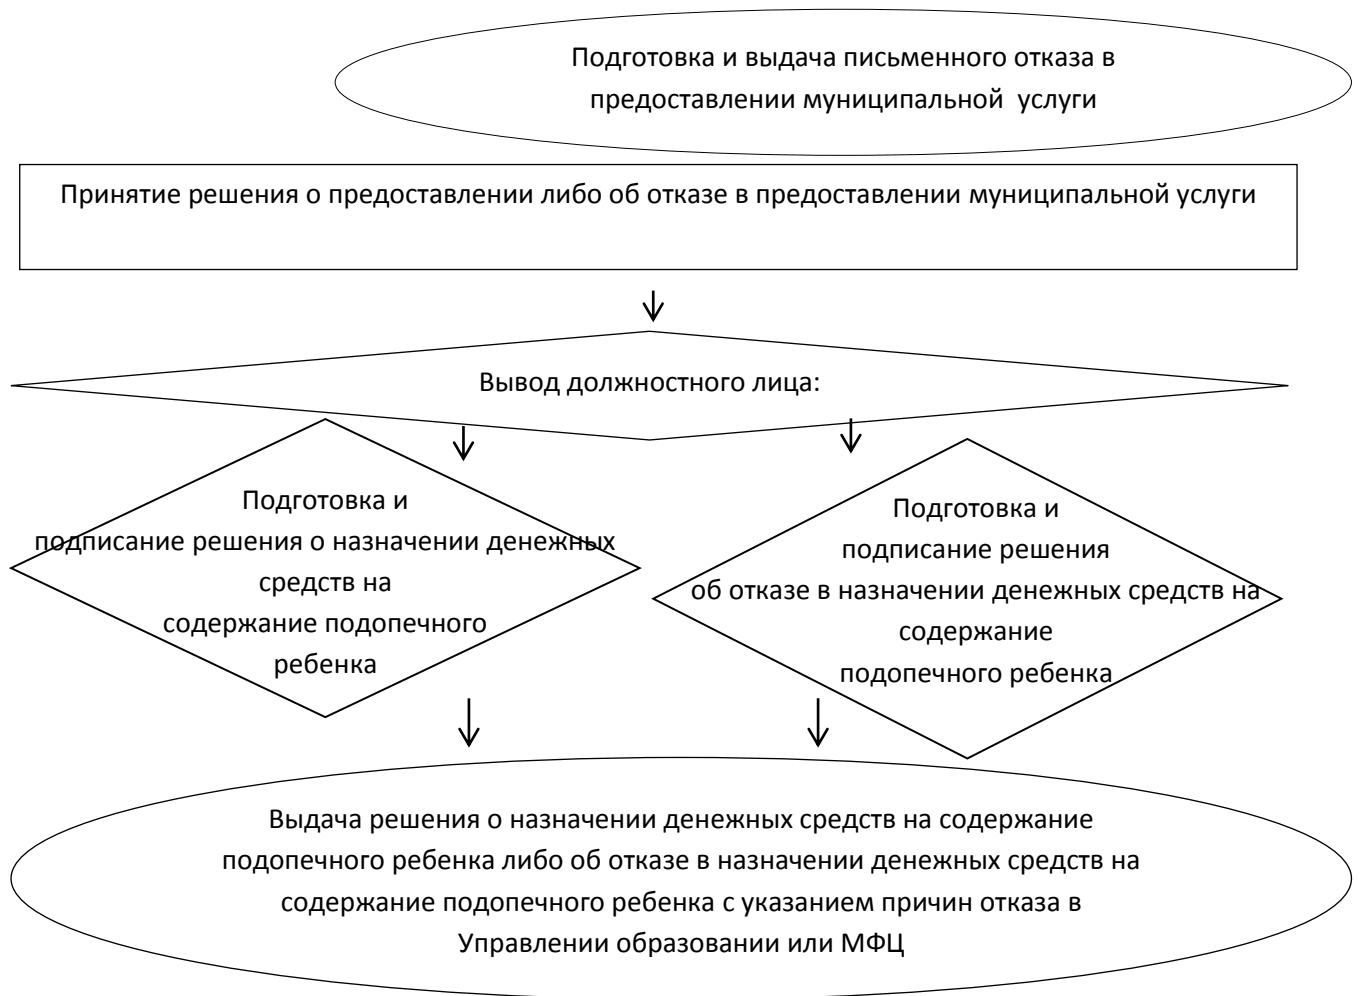 Подготовка и выдача письменного отказа в
предоставлении муниципальной услуги
Принятие решения о предоставлении либо об отказе в предоставлении муниципальной услуги
Вывод должностного лица:
Подготовка и
подписание решения о назначении денежных
средств на
содержание подопечного
ребенка
Подготовка и
подписание решения
об отказе в назначении денежных средств на
содержание
подопечного ребенка
Выдача решения о назначении денежных средств на содержание
подопечного ребенка либо об отказе в назначении денежных средств на
содержание подопечного ребенка с указанием причин отказа в
Управлении образовании или МФЦ